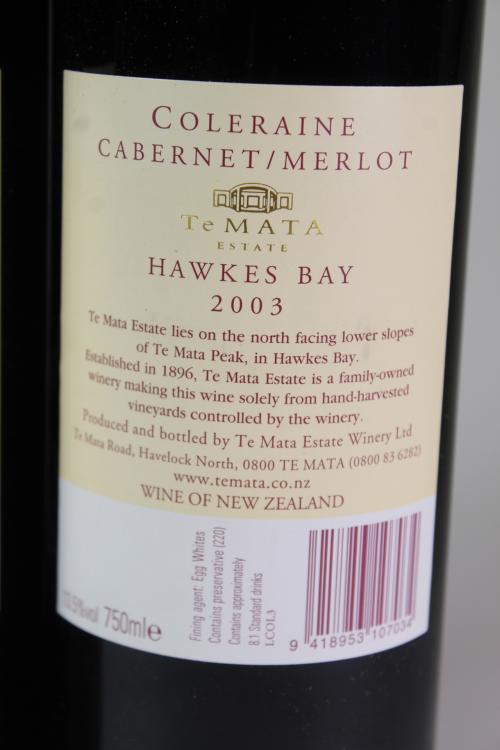 COLERAINE
CABERNET/MERLOT
TE MATA
ESTATE
HAWKES BAY
2003
Te Mata Estate lies on the north facing lower slopes
of Te Mata Peak, in Hawkes Bay.
Established in 1896, Te Mata Estate is a family-owned
winery making this wine solely from hand-harvested
vineyards controlled by the winery.
Produced and bottled by Te Mata Estate Winery Ltd
Te Mata Road, Havelock North, 0800 TE MATA (0800 83 6282)
www.temata.co.nz
WINE OF NEW ZEALAND
750ml e
Fining agent: Egg Whites
Contains preservative (220)
Contains approximately
8.1 Standard drinks
LCOL3
9 418953 107034